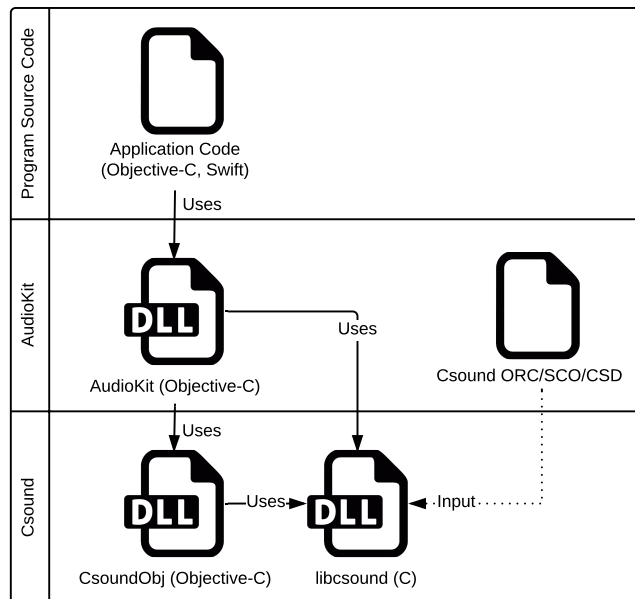 Program Source Code
Application Code
(Objective-C, Swift)
Uses
AudioKit
DLL
Uses
AudioKit (Objective-C)
Csound ORC/SCO/CSD
Uses
Csound
DLL
Uses
DLL
Input
CsoundObj (Objective-C)
libcsound (C)